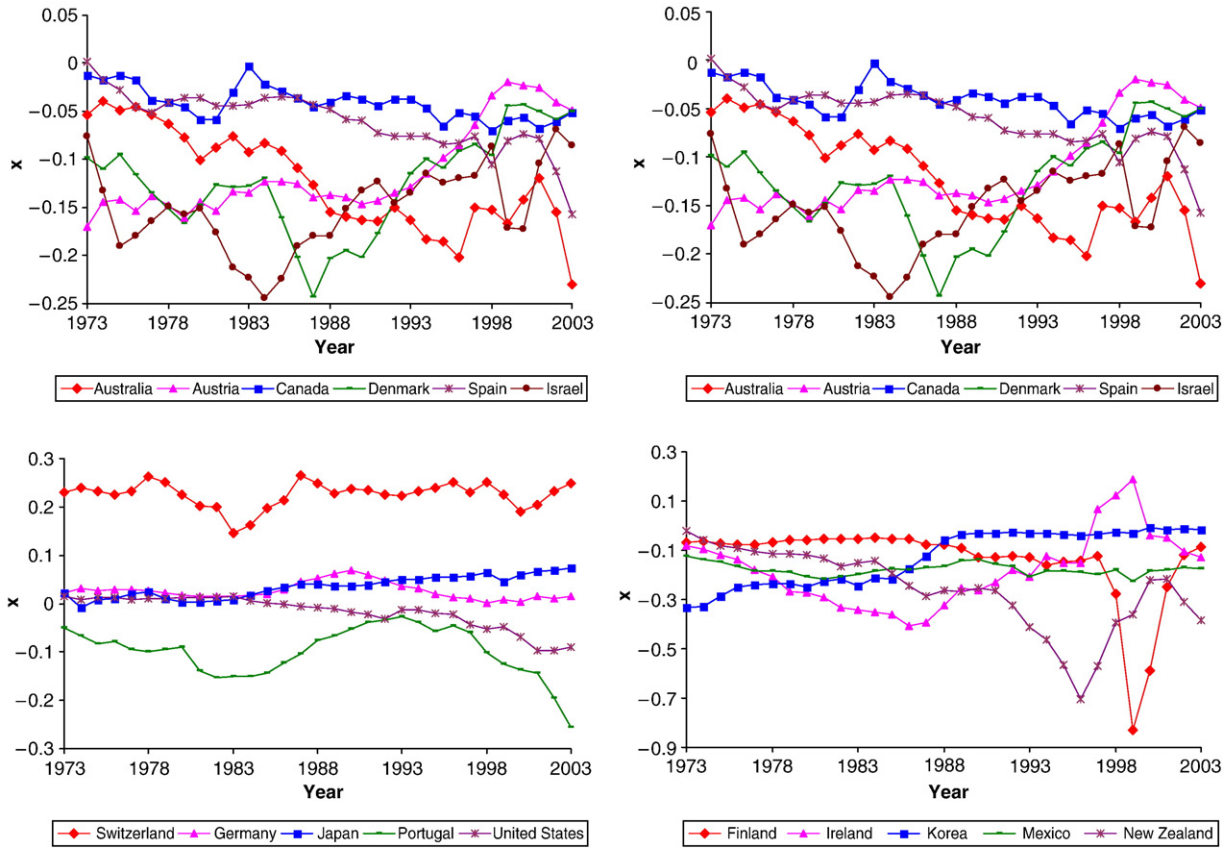 0.05
0
−0.05
−0.1
−0.15
−0.2
−0.25
x
1973 1978 1983 1988 1993 1998 2003
Year
Australia Austria Canada Denmark Spain Israel
0.05
0
−0.05
−0.1
−0.15
−0.2
−0.25
x
1973 1978 1983 1988 1993 1998 2003
Year
Australia Austria Canada Denmark Spain Israel
0.3
0.2
0.1
0
−0.1
−0.2
−0.3
x
1973 1978 1983 1988 1993 1998 2003
Year
Switzerland Germany Japan Portugal United States
0.3
0.1
−0.1
−0.3
−0.5
−0.7
−0.9
x
1973 1978 1983 1988 1993 1998 2003
Year
Finland Ireland Korea Mexico New Zealand